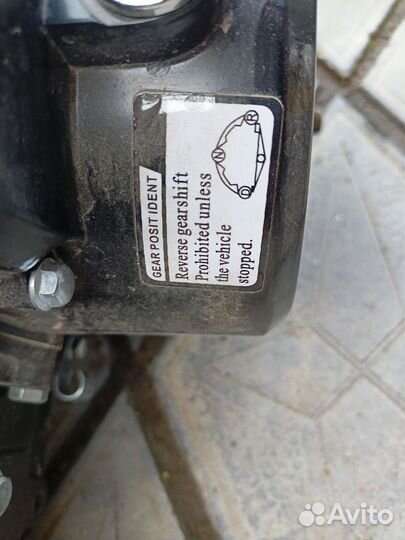 GEAR POSIT IDENT
Reverse gearshift
Prohibited unless
the vehicle
stopped.
D N R
Avito